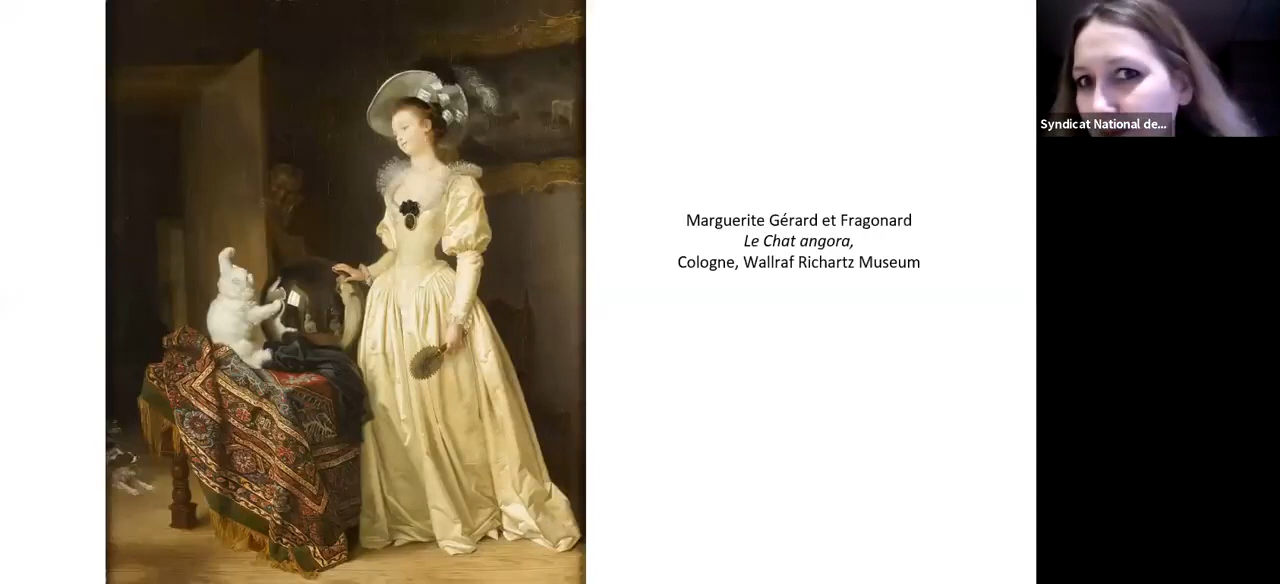 Marguerite Gérard et Fragonard
Le Chat angora,
Cologne, Wallraf Richartz Museum
Syndicat National de...